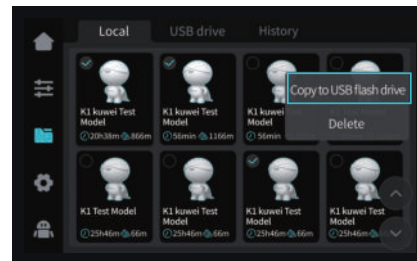 Local USB drive History
K1 kuwei Test
Model
20h38m 866m
K1 kuwei Test
Model
56min 1166m
K1 kuwei
Model
56min
Copy to USB flash drive
Delete
K1 Test Model
25h46m 66m
K1 kuwei Test
Model
25h46m 66m
K1 kuwei Test
Model
25h46m 66m
K1 kuwei Test
Model
25h46m 66m